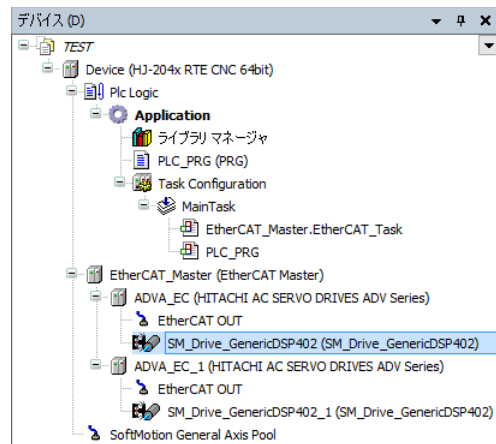 デバイス (D)
TEST
Device (HJ-204x RTE CNC 64bit)
Plc Logic
Application
ライブラリ マネージャ
PLC_PRG (PRG)
Task Configuration
MainTask
EtherCAT_Master.EtherCAT_Task
PLC_PRG
EtherCAT_Master (EtherCAT Master)
ADVA_EC (HITACHI AC SERVO DRIVES ADV Series)
EtherCAT OUT
SM_Drive_GenericDSP402 (SM_Drive_GenericDSP402)
ADVA_EC_1 (HITACHI AC SERVO DRIVES ADV Series)
EtherCAT OUT
SM_Drive_GenericDSP402_1 (SM_Drive_GenericDSP402)
SoftMotion General Axis Pool